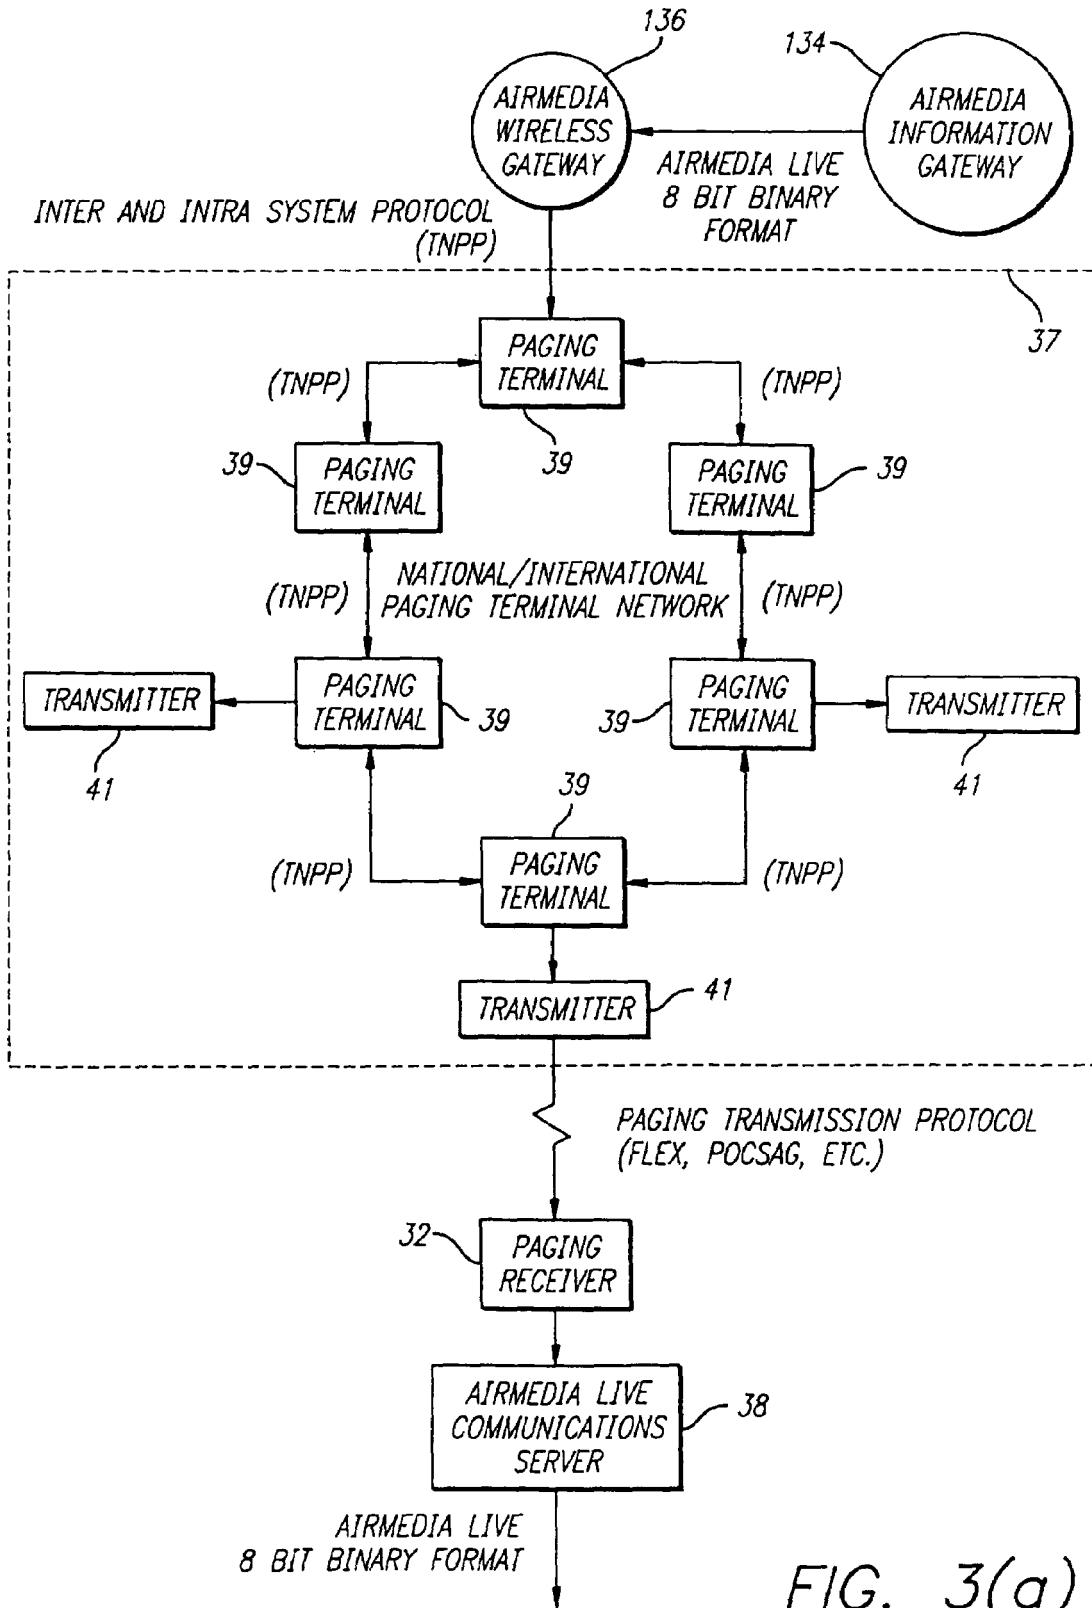 136
134
AIRMEDIA
WIRELESS
GATEWAY
AIRMEDIA
INFORMATION
GATEWAY
AIRMEDIA LIVE
8 BIT BINARY
FORMAT
INTER AND INTRA SYSTEM PROTOCOL
(TNPP)
37
PAGING
TERMINAL
39
(TNPP)
(TNPP)
39
PAGING
TERMINAL
PAGING
TERMINAL
39
(TNPP)
NATIONAL/INTERNATIONAL
PAGING TERMINAL NETWORK
(TNPP)
TRANSMITTER
41
PAGING
TERMINAL
39
39
PAGING
TERMINAL
TRANSMITTER
41
39
(TNPP)
PAGING
TERMINAL
(TNPP)
TRANSMITTER
41
PAGING TRANSMISSION PROTOCOL
(FLEX, POCSAG, ETC.)
32
PAGING
RECEIVER
AIRMEDIA LIVE
COMMUNICATIONS
SERVER
38
AIRMEDIA LIVE
8 BIT BINARY FORMAT
FIG. 3(a)